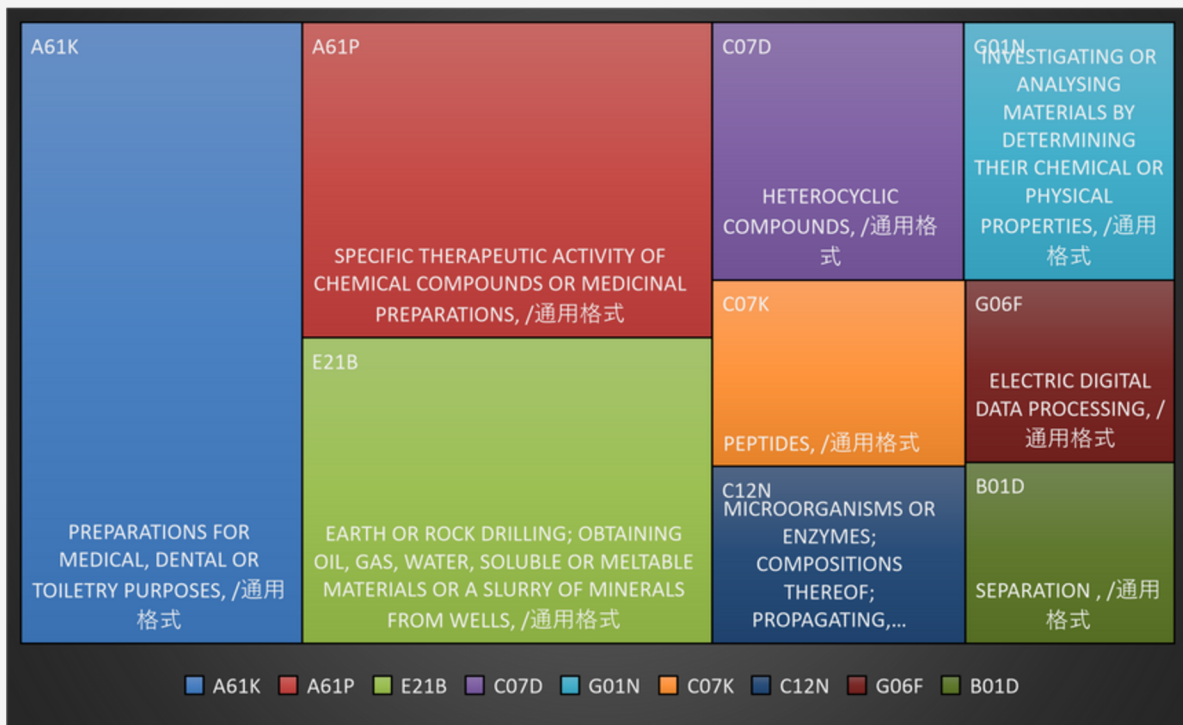 A61K
PREPARATIONS FOR
MEDICAL, DENTAL OR
TOILETRY PURPOSES, /通用
格式
A61P
SPECIFIC THERAPEUTIC ACTIVITY OF
CHEMICAL COMPOUNDS OR MEDICINAL
PREPARATIONS, /通用格式
E21B
EARTH OR ROCK DRILLING; OBTAINING
OIL, GAS, WATER, SOLUBLE OR MELTABLE
MATERIALS OR A SLURRY OF MINERALS
FROM WELLS, /通用格式
C07D
HETEROCYCLIC
COMPOUNDS, /通用格
式
G01N
INVESTIGATING OR
ANALYSING
MATERIALS BY
DETERMINING
THEIR CHEMICAL OR
PHYSICAL
PROPERTIES, /通用
格式
C07K
PEPTIDES, /通用格式
G06F
ELECTRIC DIGITAL
DATA PROCESSING, /
通用格式
C12N
MICROORGANISMS OR
ENZYMES;
COMPOSITIONS
THEREOF;
PROPAGATING,...
B01D
SEPARATION , /通用
格式
A61K A61P E21B C07D G01N C07K C12N G06F B01D